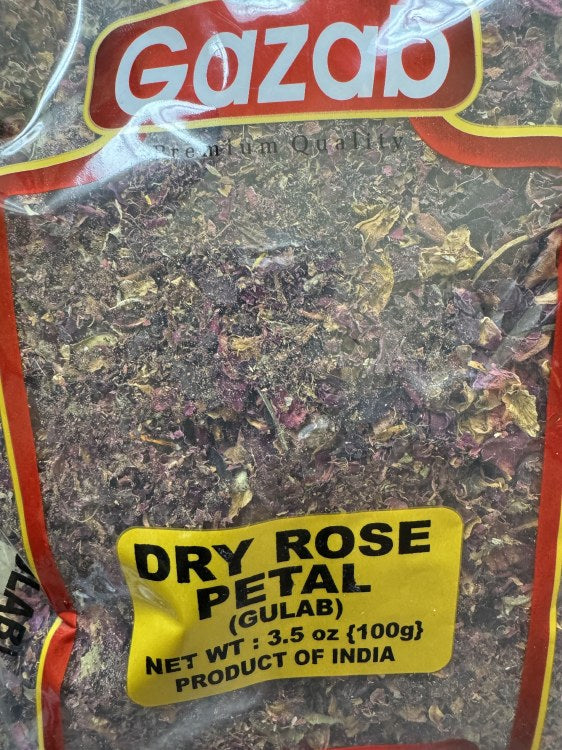 Gazab
Premium Quality
DRY ROSE
PETAL
(GULAB)
NET WT : 3.5 oz {100g}
PRODUCT OF INDIA